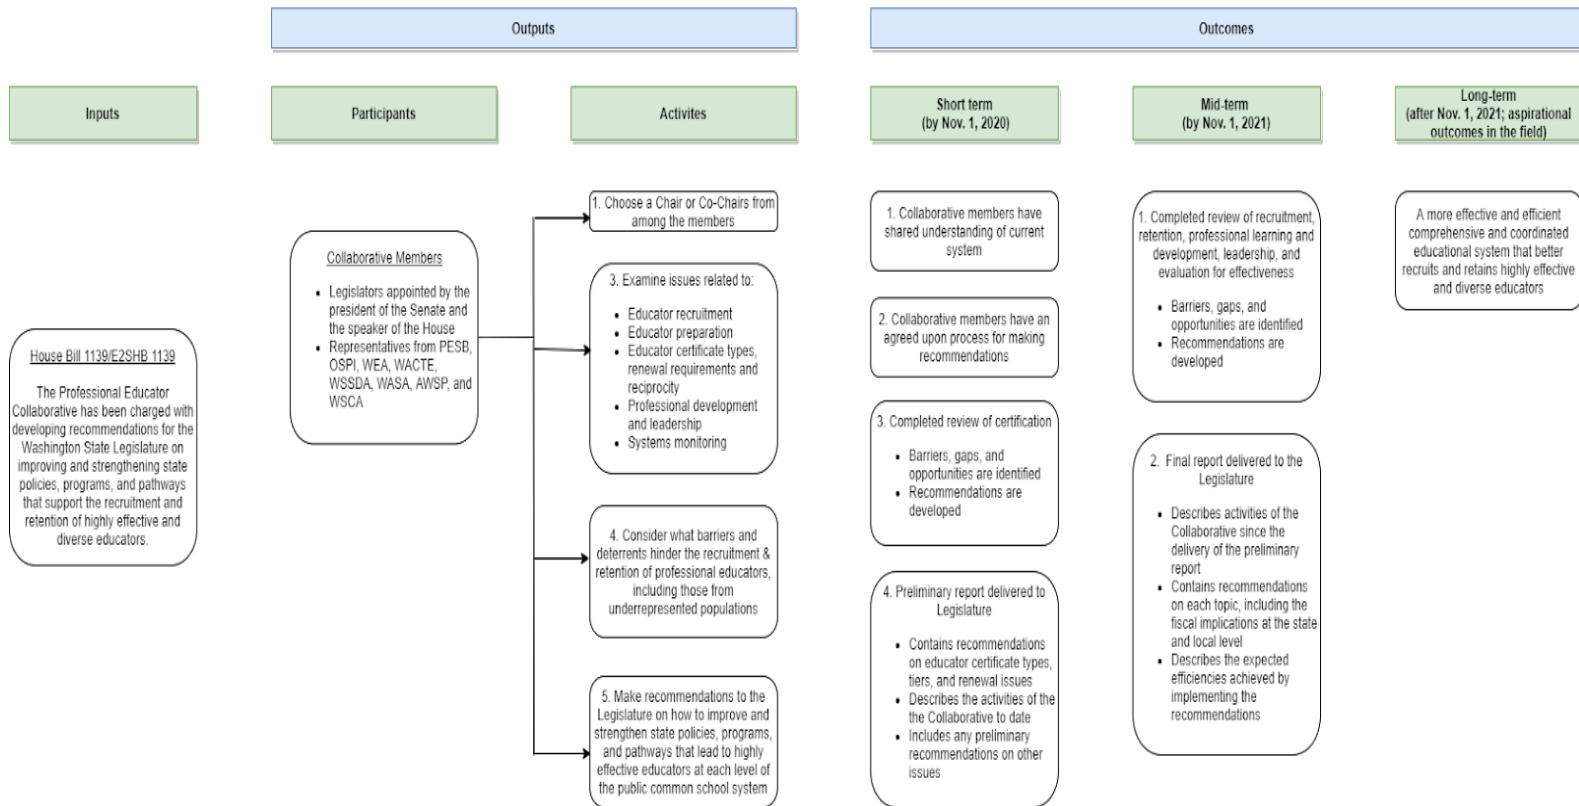 Outputs
Outcomes
Inputs
Participants
Activites
Short term
(by Nov. 1, 2020)
Mid-term
(by Nov. 1, 2021)
Long-term
(after Nov. 1, 2021; aspirational
outcomes in the field)
House Bill 1139/E2SHB 1139
The Professional Educator
Collaborative has been charged with
developing recommendations for the
Washington State Legislature on
improving and strengthening state
policies, programs, and pathways
that support the recruitment and
retention of highly effective and
diverse educators.
Collaborative Members
• Legislators appointed by the
president of the Senate and
the speaker of the House
• Representatives from PESB,
OSPI, WEA, WACTE,
WSSDA, WASA, AWSP, and
WSCA
1. Choose a Chair or Co-Chairs from
among the members
3. Examine issues related to:
• Educator recruitment
• Educator preparation
• Educator certificate types,
renewal requirements and
reciprocity
• Professional development
and leadership
• Systems monitoring
4. Consider what barriers and
deterrents hinder the recruitment &
retention of professional educators,
including those from
underrepresented populations
5. Make recommendations to the
Legislature on how to improve and
strengthen state policies, programs,
and pathways that lead to highly
effective educators at each level of
the public common school system
1. Collaborative members have
shared understanding of current
system
2. Collaborative members have an
agreed upon process for making
recommendations
3. Completed review of certification
• Barriers, gaps, and
opportunities are identified
• Recommendations are
developed
4. Preliminary report delivered to
Legislature
• Contains recommendations
on educator certificate types,
tiers, and renewal issues
• Describes the activities of the
the Collaborative to date
• Includes any preliminary
recommendations on other
issues
1. Completed review of recruitment,
retention, professional learning and
development, leadership, and
evaluation for effectiveness
• Barriers, gaps, and
opportunities are identified
• Recommendations are
developed
2. Final report delivered to the
Legislature
• Describes activities of the
Collaborative since the
delivery of the preliminary
report
• Contains recommendations
on each topic, including the
fiscal implications at the state
and local level
• Describes the expected
efficiencies achieved by
implementing the
recommendations
A more effective and efficient
comprehensive and coordinated
educational system that better
recruits and retains highly effective
and diverse educators